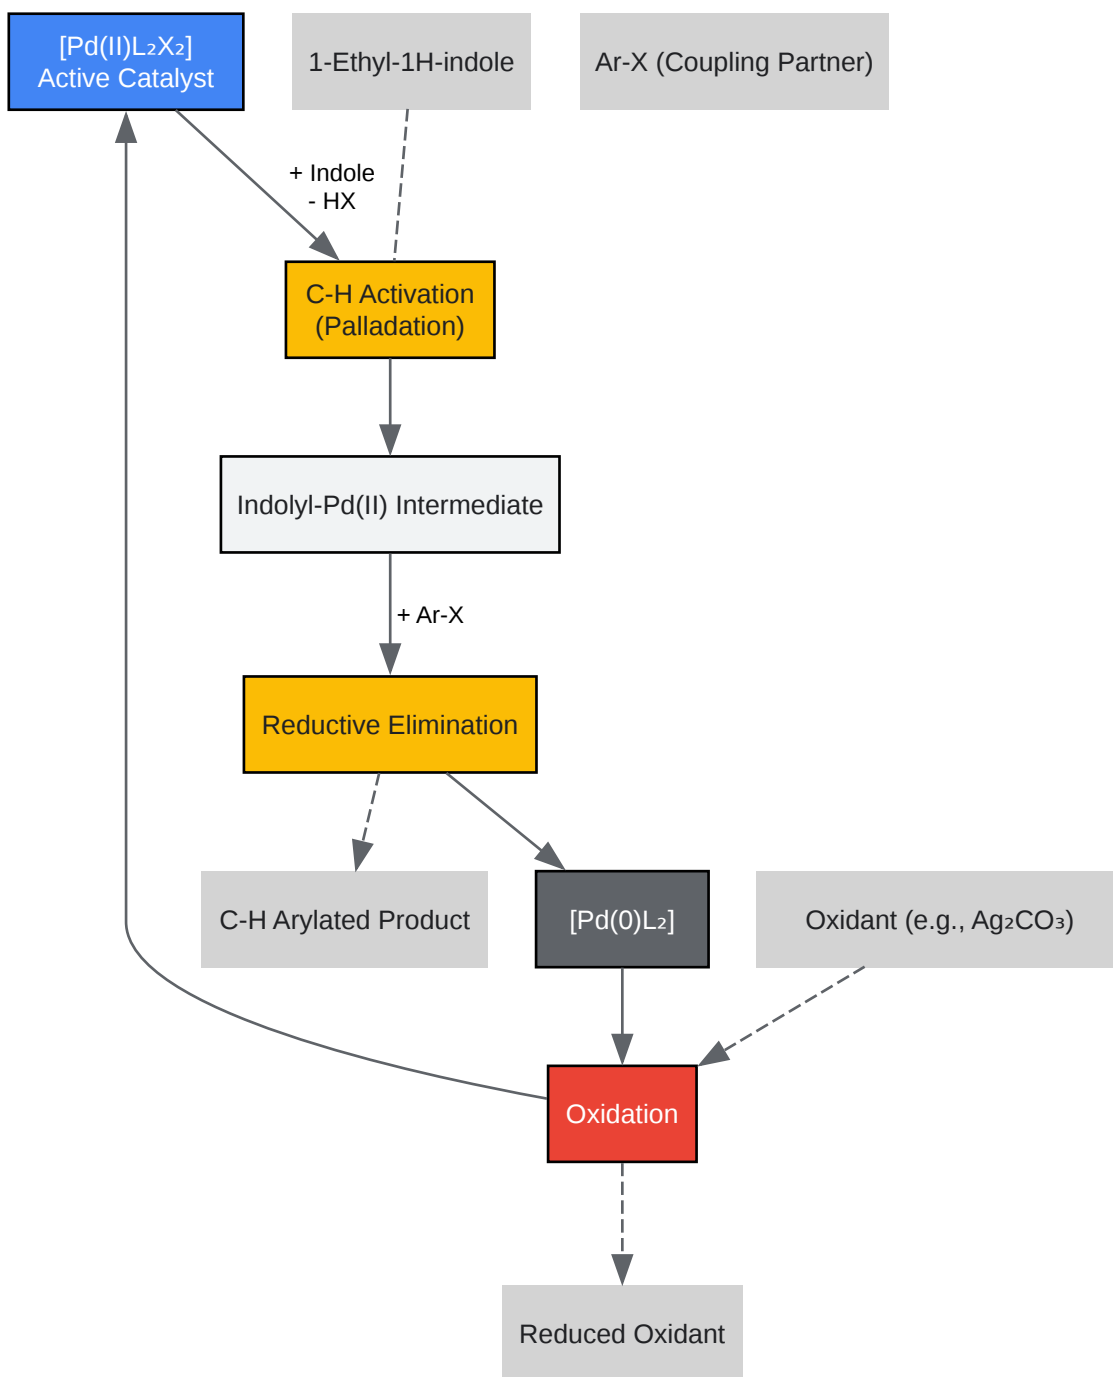 [Pd(II)L₂X₂]
Active Catalyst
1-Ethyl-1H-indole
Ar-X (Coupling Partner)
+ Indole
- HX
C-H Activation
(Palladation)
Indolyl-Pd(II) Intermediate
+ Ar-X
Reductive Elimination
C-H Arylated Product
[Pd(0)L₂]
Oxidant (e.g., Ag₂CO₃)
Oxidation
Reduced Oxidant